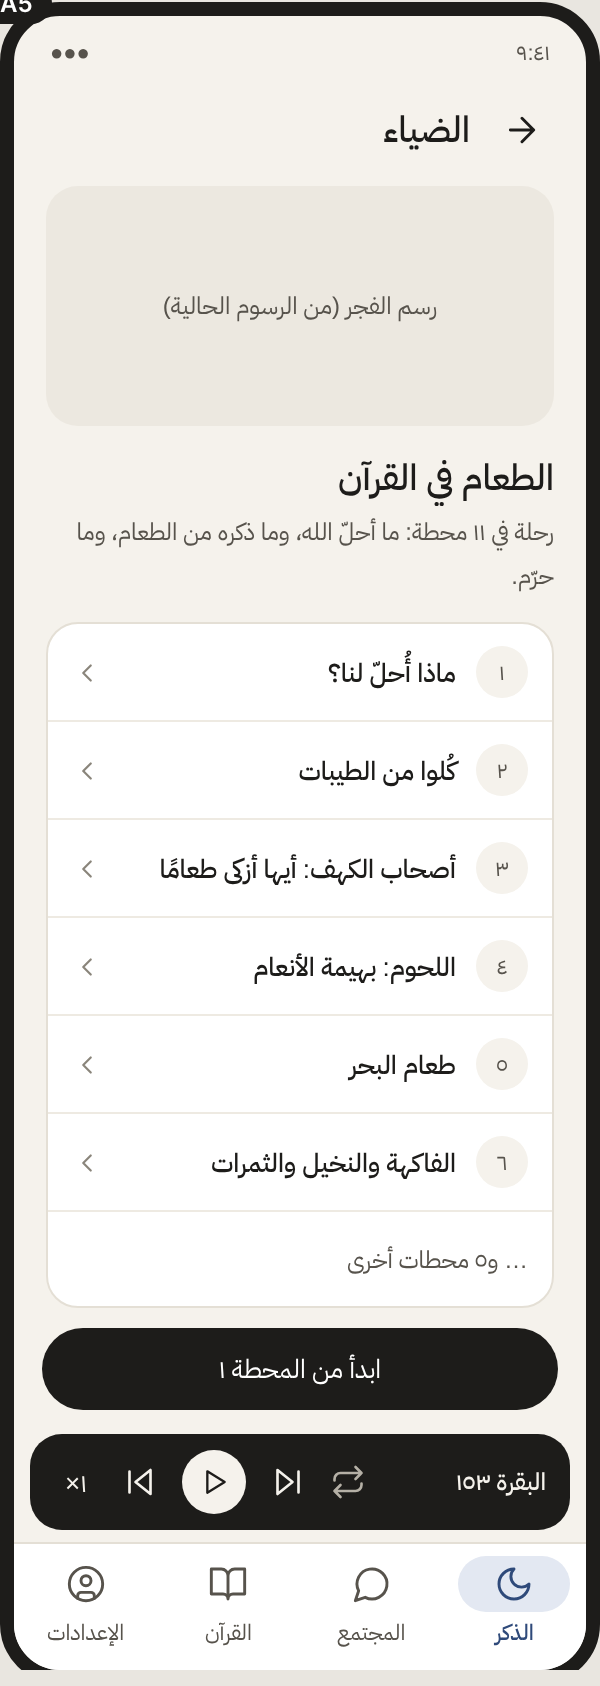 A5
٩:٤١
الضياء
رسم الفجر (من الرسوم الحالية)
الطعام في القرآن
رحلة في ١١ محطة: ما أحلّ الله، وما ذكره من الطعام، وما
حرّم.
١ ماذا أُحلّ لنا؟
٢ كُلوا من الطيبات
٣ أصحاب الكهف: أيها أزكى طعامًا
٤ اللحوم: بهيمة الأنعام
٥ طعام البحر
٦ الفاكهة والنخيل والثمرات
... و٥ محطات أخرى
ابدأ من المحطة ١
البقرة ١٥٣
١×
الذكر
المجتمع
القرآن
الإعدادات